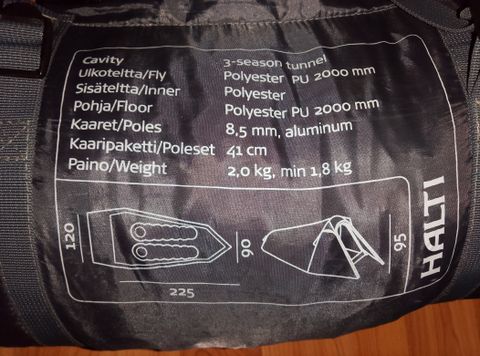 Cavity 3-season tunnel
Ulkoteltta/Fly Polyester PU 2000 mm
Sisäteltta/Inner Polyester
Pohja/Floor Polyester PU 2000 mm
Kaaret/Poles 8,5 mm, aluminum
Kaaripaketti/Poleset 41 cm
Paino/Weight 2,0 kg, min 1,8 kg
120
90
225
95
HALTI